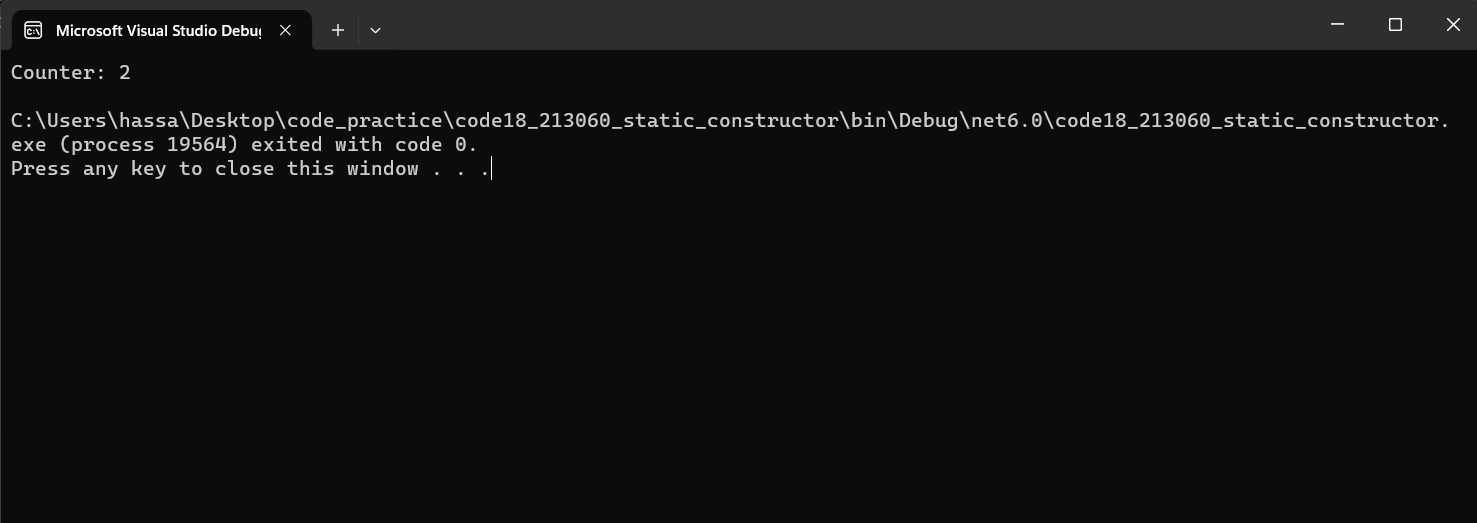 Microsoft Visual Studio Debu
Counter: 2
C:\Users\hassa\Desktop\code_practice\code18_213060_static_constructor\bin\Debug\net6.0\code18_213060_static_constructor.
exe (process 19564) exited with code 0.
Press any key to close this window . . .